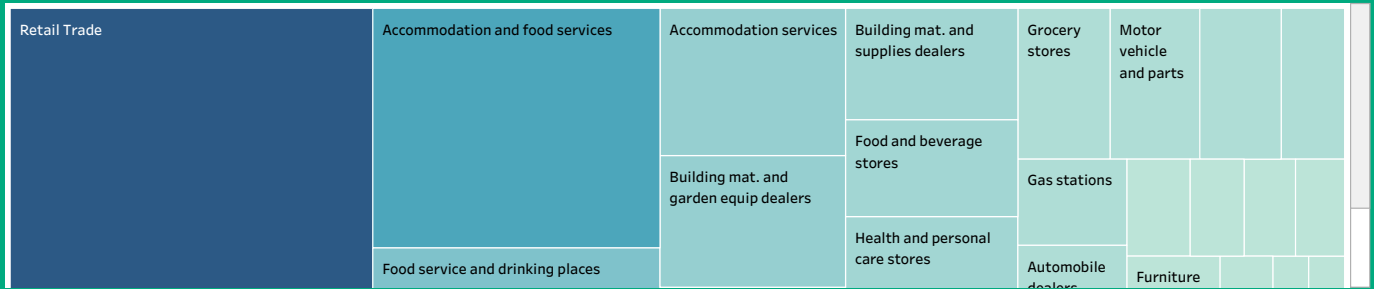 Retail Trade
Accommodation and food services
Food service and drinking places
Accommodation services
Building mat. and
garden equip dealers
Building mat. and
supplies dealers
Food and beverage
stores
Health and personal
care stores
Grocery
stores
Motor
vehicle
and parts
Gas stations
Automobile
dealers
Furniture